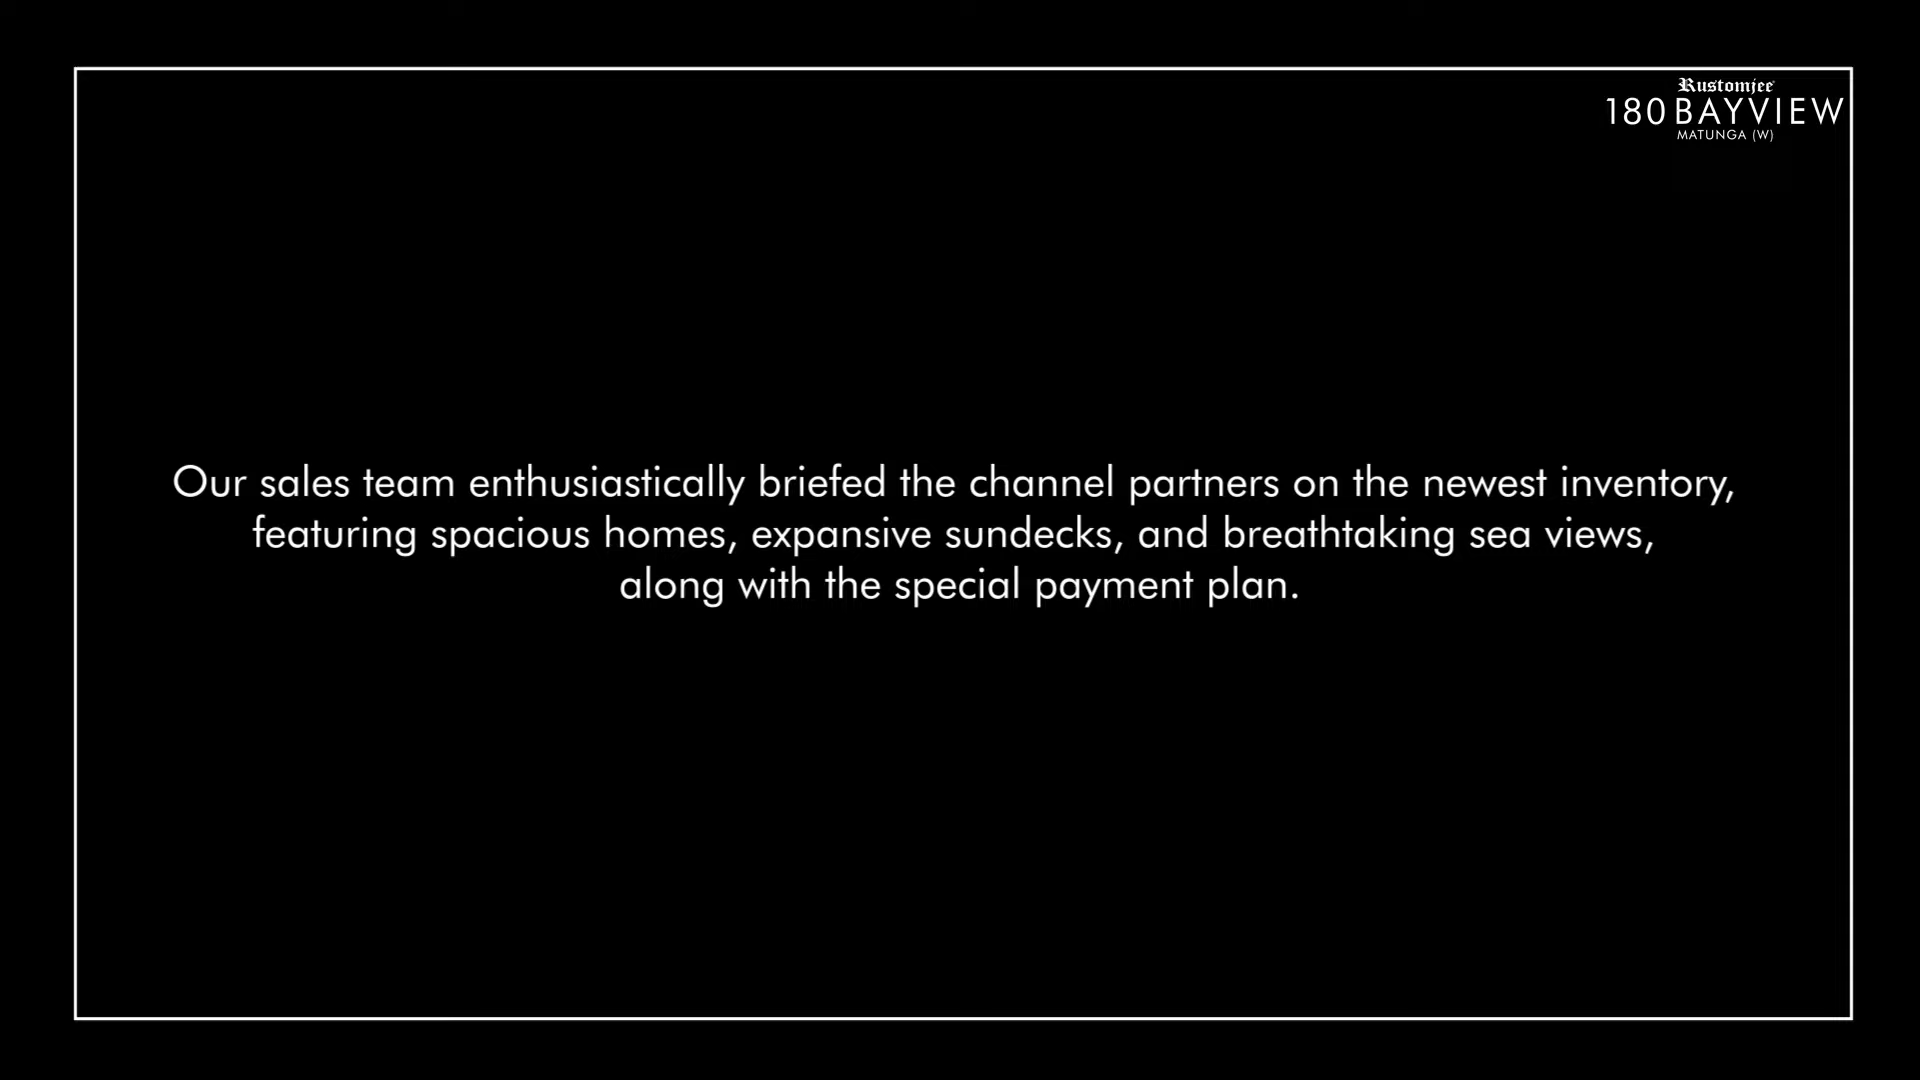 Rustomjee
180 BAYVIEW
MATUNGA (W)
Our sales team enthusiastically briefed the channel partners on the newest inventory,
featuring spacious homes, expansive sundecks, and breathtaking sea views,
along with the special payment plan.